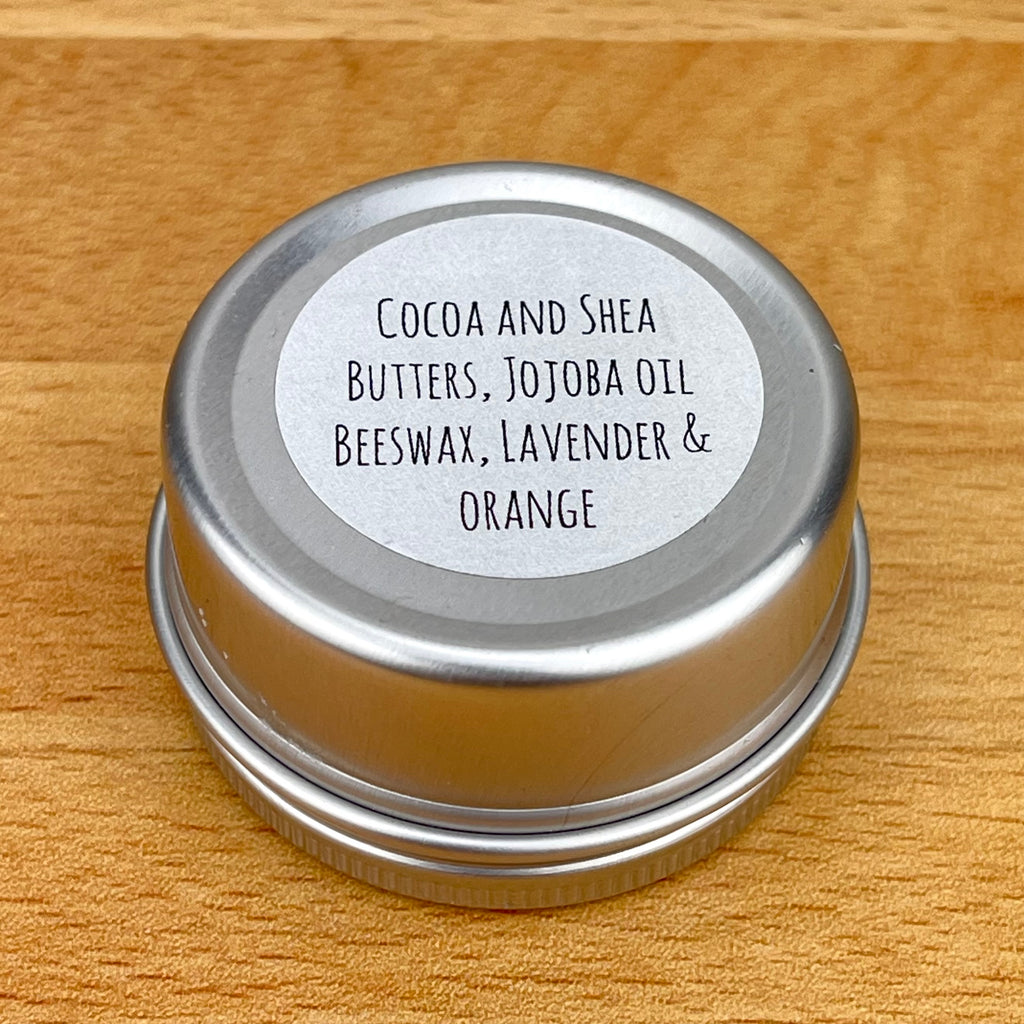 Cocoa and Shea
Butters, Jojoba oil
Beeswax, Lavender &
orange